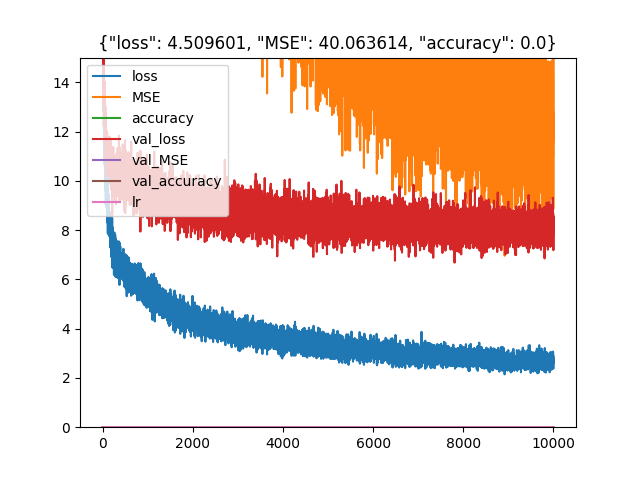 {"loss": 4.509601, "MSE": 40.063614, "accuracy": 0.0}
loss
MSE
accuracy
val_loss
val_MSE
val_accuracy
lr
14
12
10
8
6
4
2
0
0 2000 4000 6000 8000 10000